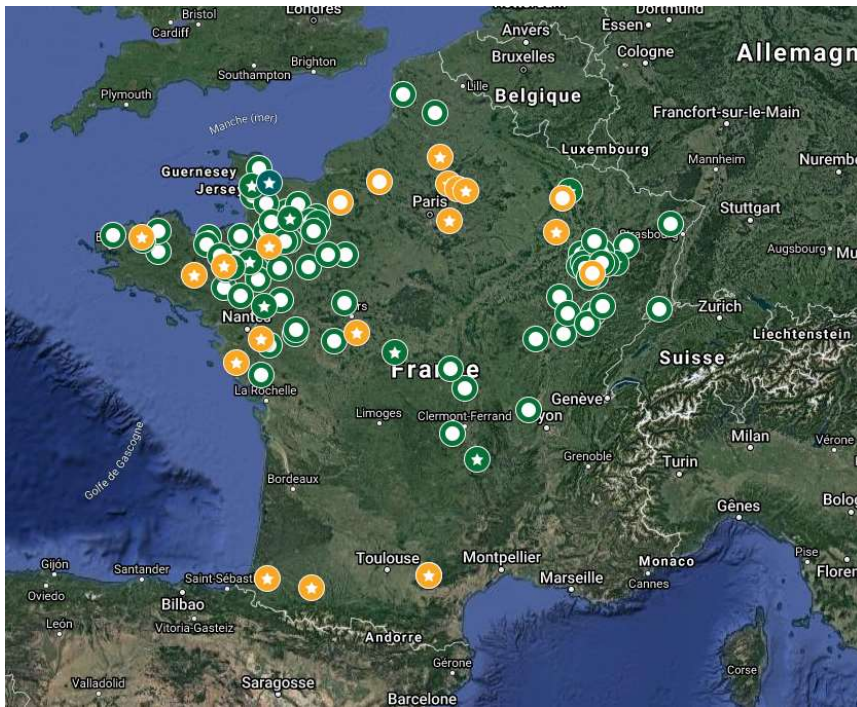 Bristol
Cardiff
Londres
Southampton
Brighton
Plymouth
Anvers
Bruxelles
Lille
Belgique
Dortmund
Essen
Cologne
Allemagn
Francfort-sur-le-Main
Luxembourg
Mannheim
Nurembe
Manche (mer)
Guernesey
Jersey
Paris
Strasbourg
Stuttgart
Augsbourg
Nantes
Zurich
Liechtenstein
Suisse
La Rochelle
France
Limoges
Clermont-Ferrand
Lyon
Genève
Grenoble
Milan
Vérone
Turin
Golfe de Gascogne
Bordeaux
Gênes
Bolog
Toulouse
Montpellier
Marseille
Monaco
Cannes
Pise
Floren
Gijón
Oviedo
Santander
Bilbao
Saint-Sébast
Vitoria-Gasteiz
León
Andorre
Gérone
Corse
Valladolid
Saragosse
Barcelone